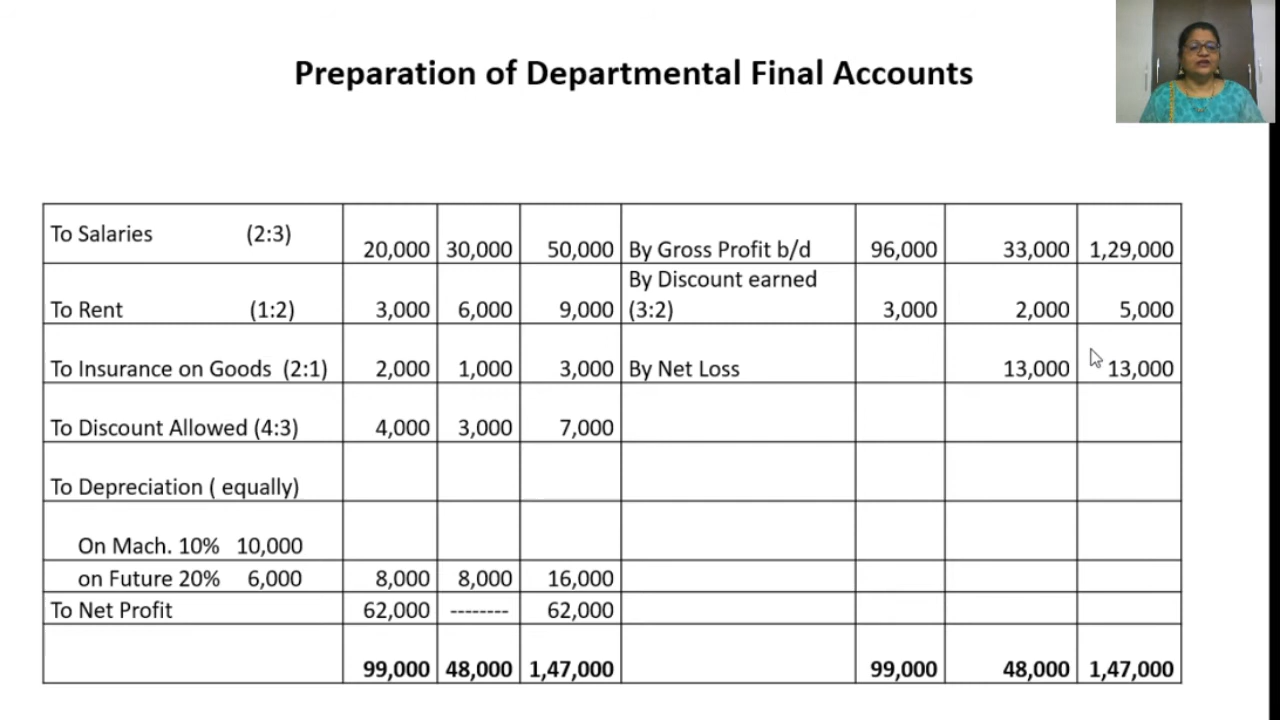 Preparation of Departmental Final Accounts
To Salaries (2:3) 20,000 30,000 50,000 By Gross Profit b/d 96,000 33,000 1,29,000
By Discount earned
To Rent (1:2) 3,000 6,000 9,000 (3:2) 3,000 2,000 5,000
To Insurance on Goods (2:1) 2,000 1,000 3,000 By Net Loss 13,000 13,000
To Discount Allowed (4:3) 4,000 3,000 7,000
To Depreciation ( equally)
On Mach. 10% 10,000
on Future 20% 6,000 8,000 8,000 16,000
To Net Profit 62,000 -------- 62,000
99,000 48,000 1,47,000 99,000 48,000 1,47,000